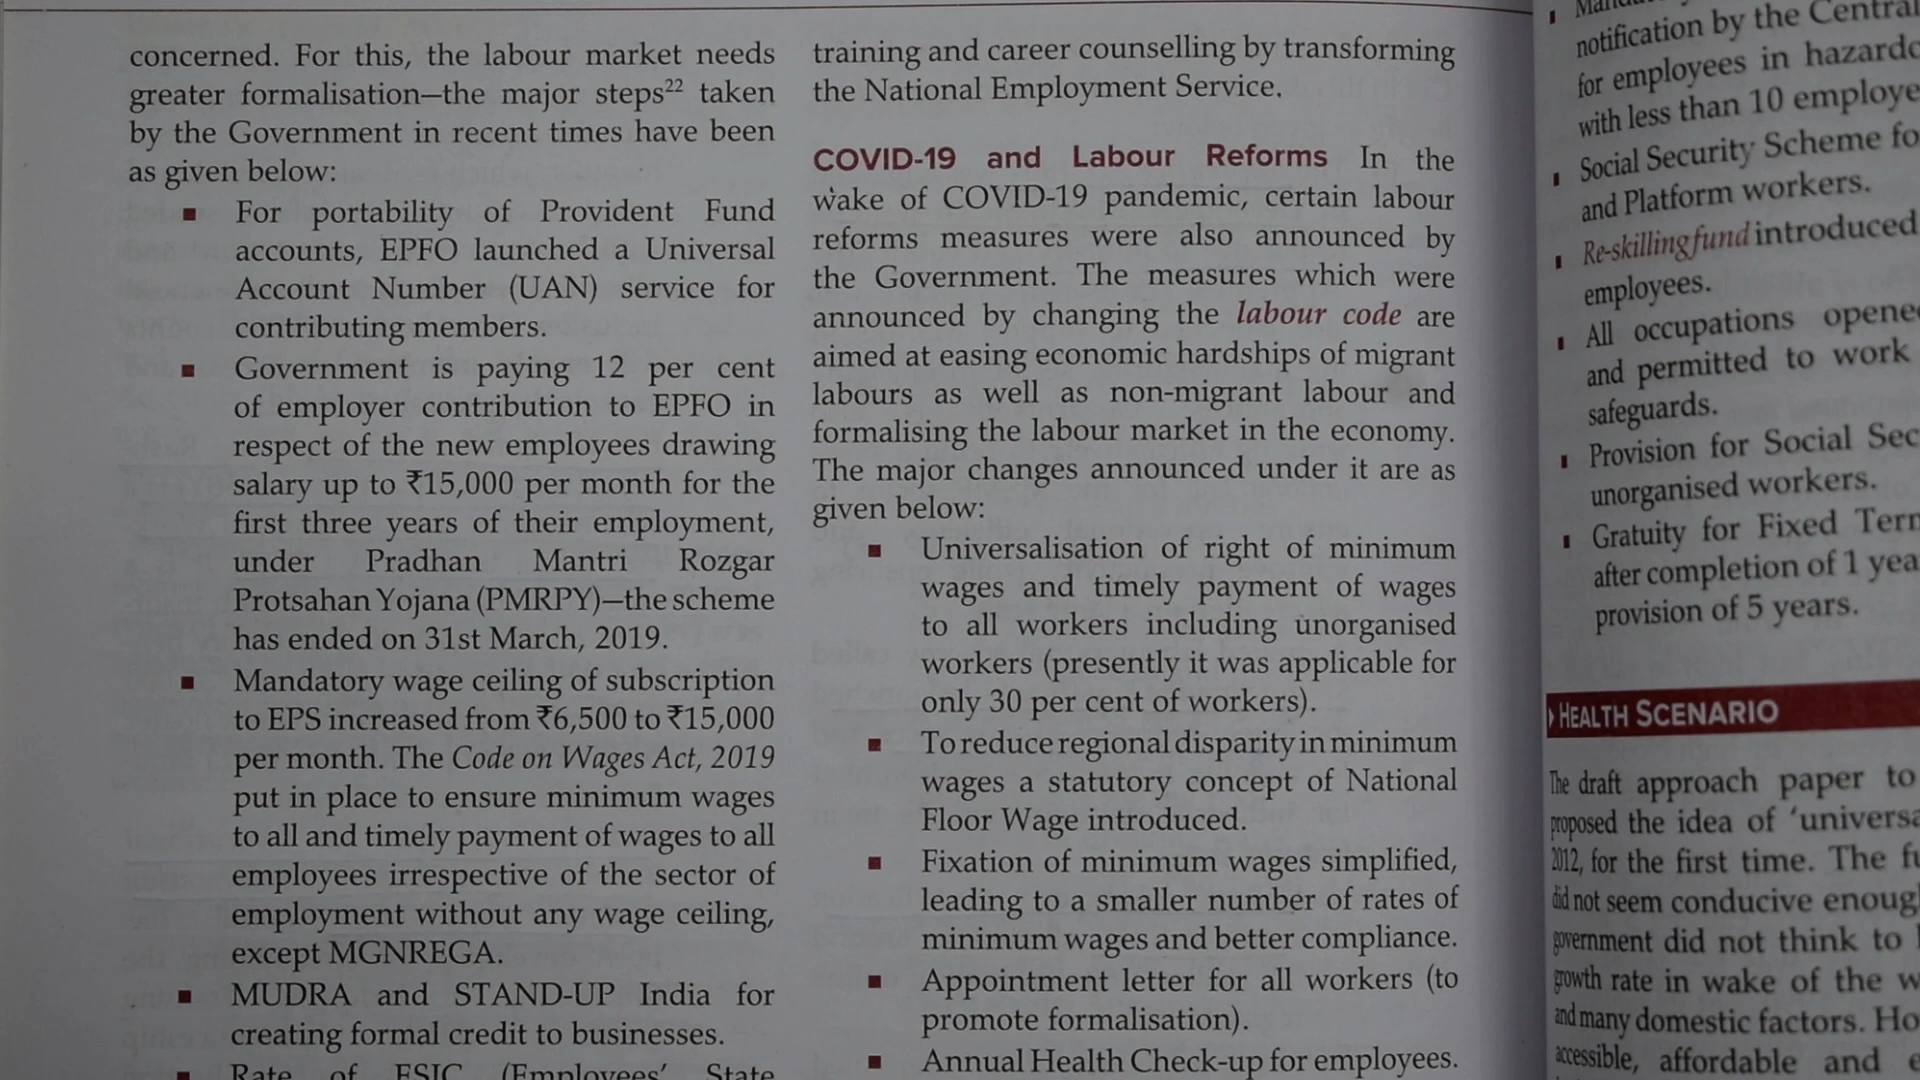 concerned. For this, the labour market needs
greater formalisation—the major steps22 taken
by the Government in recent times have been
as given below:
▪ For portability of Provident Fund
accounts, EPFO launched a Universal
Account Number (UAN) service for
contributing members.
▪ Government is paying 12 per cent
of employer contribution to EPFO in
respect of the new employees drawing
salary up to ₹15,000 per month for the
first three years of their employment,
under Pradhan Mantri Rozgar
Protsahan Yojana (PMRPY)—the scheme
has ended on 31st March, 2019.
▪ Mandatory wage ceiling of subscription
to EPS increased from ₹6,500 to ₹15,000
per month. The Code on Wages Act, 2019
put in place to ensure minimum wages
to all and timely payment of wages to all
employees irrespective of the sector of
employment without any wage ceiling,
except MGNREGA.
▪ MUDRA and STAND-UP India for
creating formal credit to businesses.
▪ Rate of ESIC (Employees' State
training and career counselling by transforming
the National Employment Service.
COVID-19 and Labour Reforms In the
wake of COVID-19 pandemic, certain labour
reforms measures were also announced by
the Government. The measures which were
announced by changing the labour code are
aimed at easing economic hardships of migrant
labours as well as non-migrant labour and
formalising the labour market in the economy.
The major changes announced under it are as
given below:
▪ Universalisation of right of minimum
wages and timely payment of wages
to all workers including unorganised
workers (presently it was applicable for
only 30 per cent of workers).
▪ To reduce regional disparity in minimum
wages a statutory concept of National
Floor Wage introduced.
▪ Fixation of minimum wages simplified,
leading to a smaller number of rates of
minimum wages and better compliance.
▪ Appointment letter for all workers (to
promote formalisation).
▪ Annual Health Check-up for employees.
notification by the Central
for employees in
with less than 10
▪ Social Security Scheme
and Platform workers.
▪ Re-skilling fund introduced
employees.
▪ All occupations
and permitted to work
safeguards.
▪ Provision for Social
unorganised workers.
▪ Gratuity for Fixed
after completion of 1
provision of 5 years.
HEALTH SCENARIO
The draft approach paper to
proposed the idea of
2012, for the first time. The
did not seem conducive
government did not think to
growth rate in wake of the
and many domestic factors.
accessible, affordable and